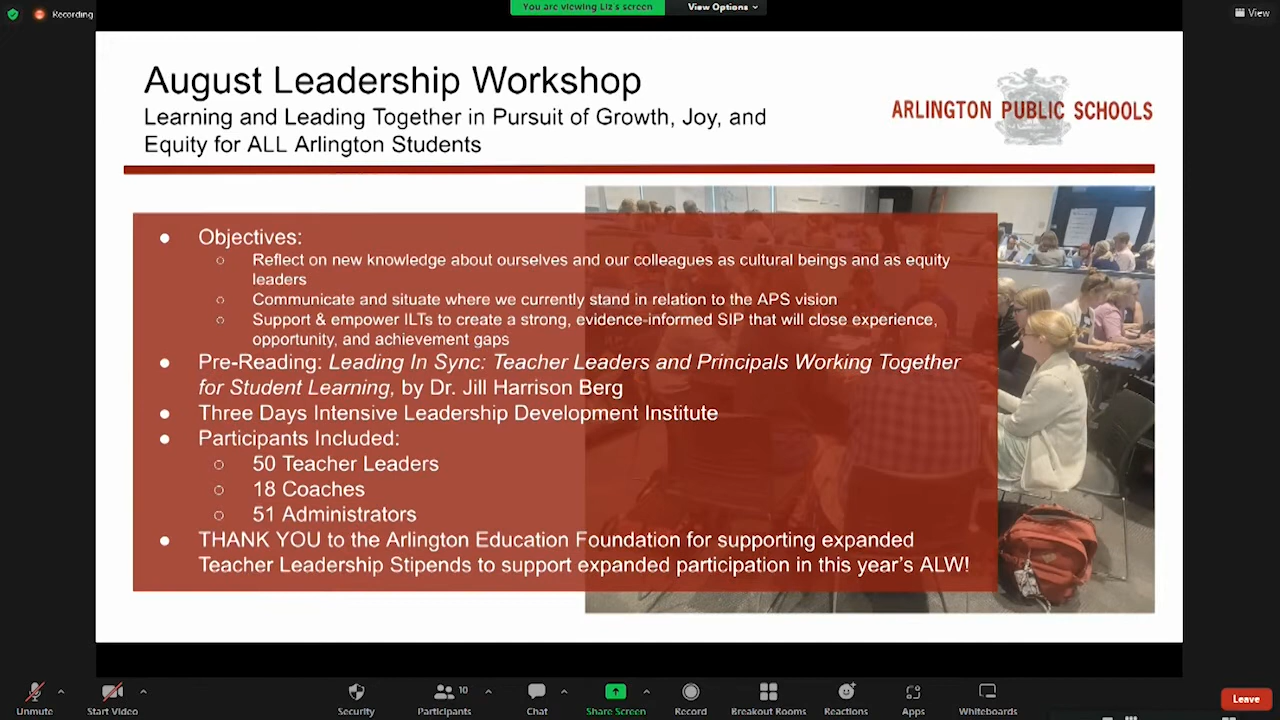 Recording
You are viewing Liz's screen
View Options
View
August Leadership Workshop
Learning and Leading Together in Pursuit of Growth, Joy, and
Equity for ALL Arlington Students
ARLINGTON PUBLIC SCHOOLS
● Objectives:
○ Reflect on new knowledge about ourselves and our colleagues as cultural beings and as equity
leaders
○ Communicate and situate where we currently stand in relation to the APS vision
○ Support & empower ILTs to create a strong, evidence-informed SIP that will close experience,
opportunity, and achievement gaps
● Pre-Reading: Leading In Sync: Teacher Leaders and Principals Working Together
for Student Learning, by Dr. Jill Harrison Berg
● Three Days Intensive Leadership Development Institute
● Participants Included:
○ 50 Teacher Leaders
○ 18 Coaches
○ 51 Administrators
● THANK YOU to the Arlington Education Foundation for supporting expanded
Teacher Leadership Stipends to support expanded participation in this year's ALW!
Unmute
Start Video
Security
Participants 10
Chat
Share Screen
Record
Breakout Rooms
Reactions
Apps
Whiteboards
Leave